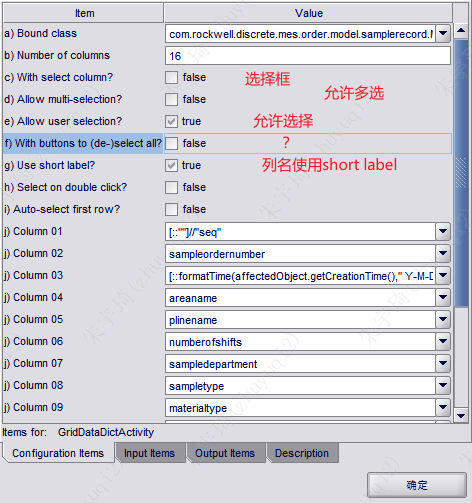 Item Value
a) Bound class com.rockwell.discrete.mes.order.model.samplerecord.
b) Number of columns 16
c) With select column? false 选择框
d) Allow multi-selection? false 允许多选
e) Allow user selection? true 允许选择
f) With buttons to (de-)select all? false ?
g) Use short label? true 列名使用short label
h) Select on double click? false
i) Auto-select first row? false
j) Column 01 [::""]//"seq"
j) Column 02 sampleordernumber
j) Column 03 [::formatTime(affectedObject.getCreationTime()," Y-M-D
j) Column 04 areaname
j) Column 05 plinename
j) Column 06 numberofshifts
j) Column 07 sampledepartment
j) Column 08 sampletype
j) Column 09 materialtype
Items for: GridDataDictActivity
Configuration Items Input Items Output Items Description
确定